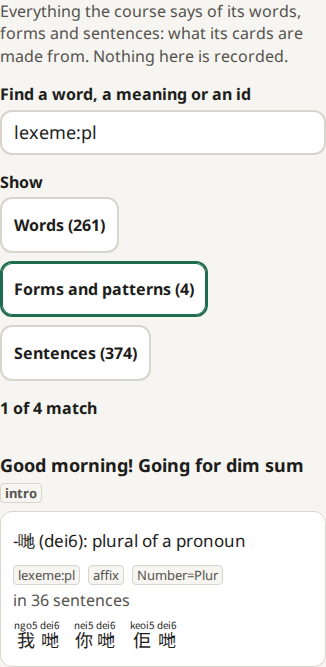 Everything the course says of its words,
forms and sentences: what its cards are
made from. Nothing here is recorded.
Find a word, a meaning or an id
lexeme:pl
Show
Words (261)
Forms and patterns (4)
Sentences (374)
1 of 4 match
Good morning! Going for dim sum
intro
-哋 (dei6): plural of a pronoun
lexeme:pl affix Number=Plur
in 36 sentences
ngo5 dei6 nei5 dei6 keoi5 dei6
我 哋 你 哋 佢 哋